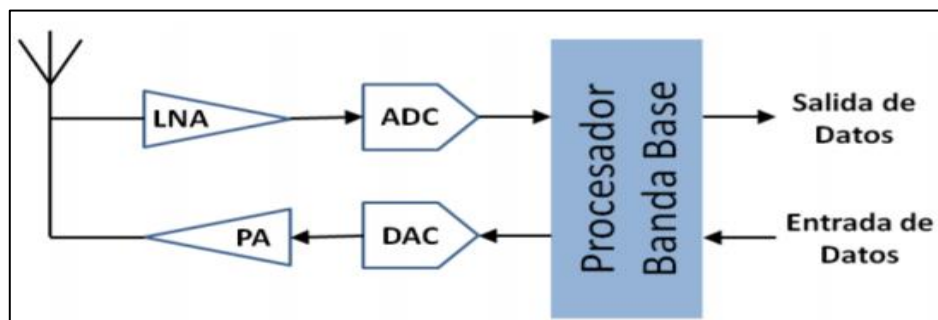 LNA
ADC
Procesador
Banda Base
Salida de
Datos
PA
DAC
Entrada de
Datos